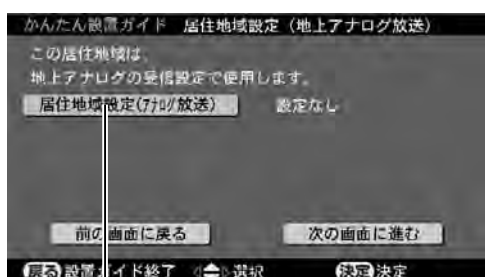 かんたん設置ガイド 居住地域設定（地上アナログ放送）
この居住地域は、
地上アナログの受信設定で使用します。
居住地域設定(ｱﾅﾛｸﾞ放送) 設定なし
前の画面に戻る 次の画面に進む
戻る 設置ガイド終了 選択 決定 決定